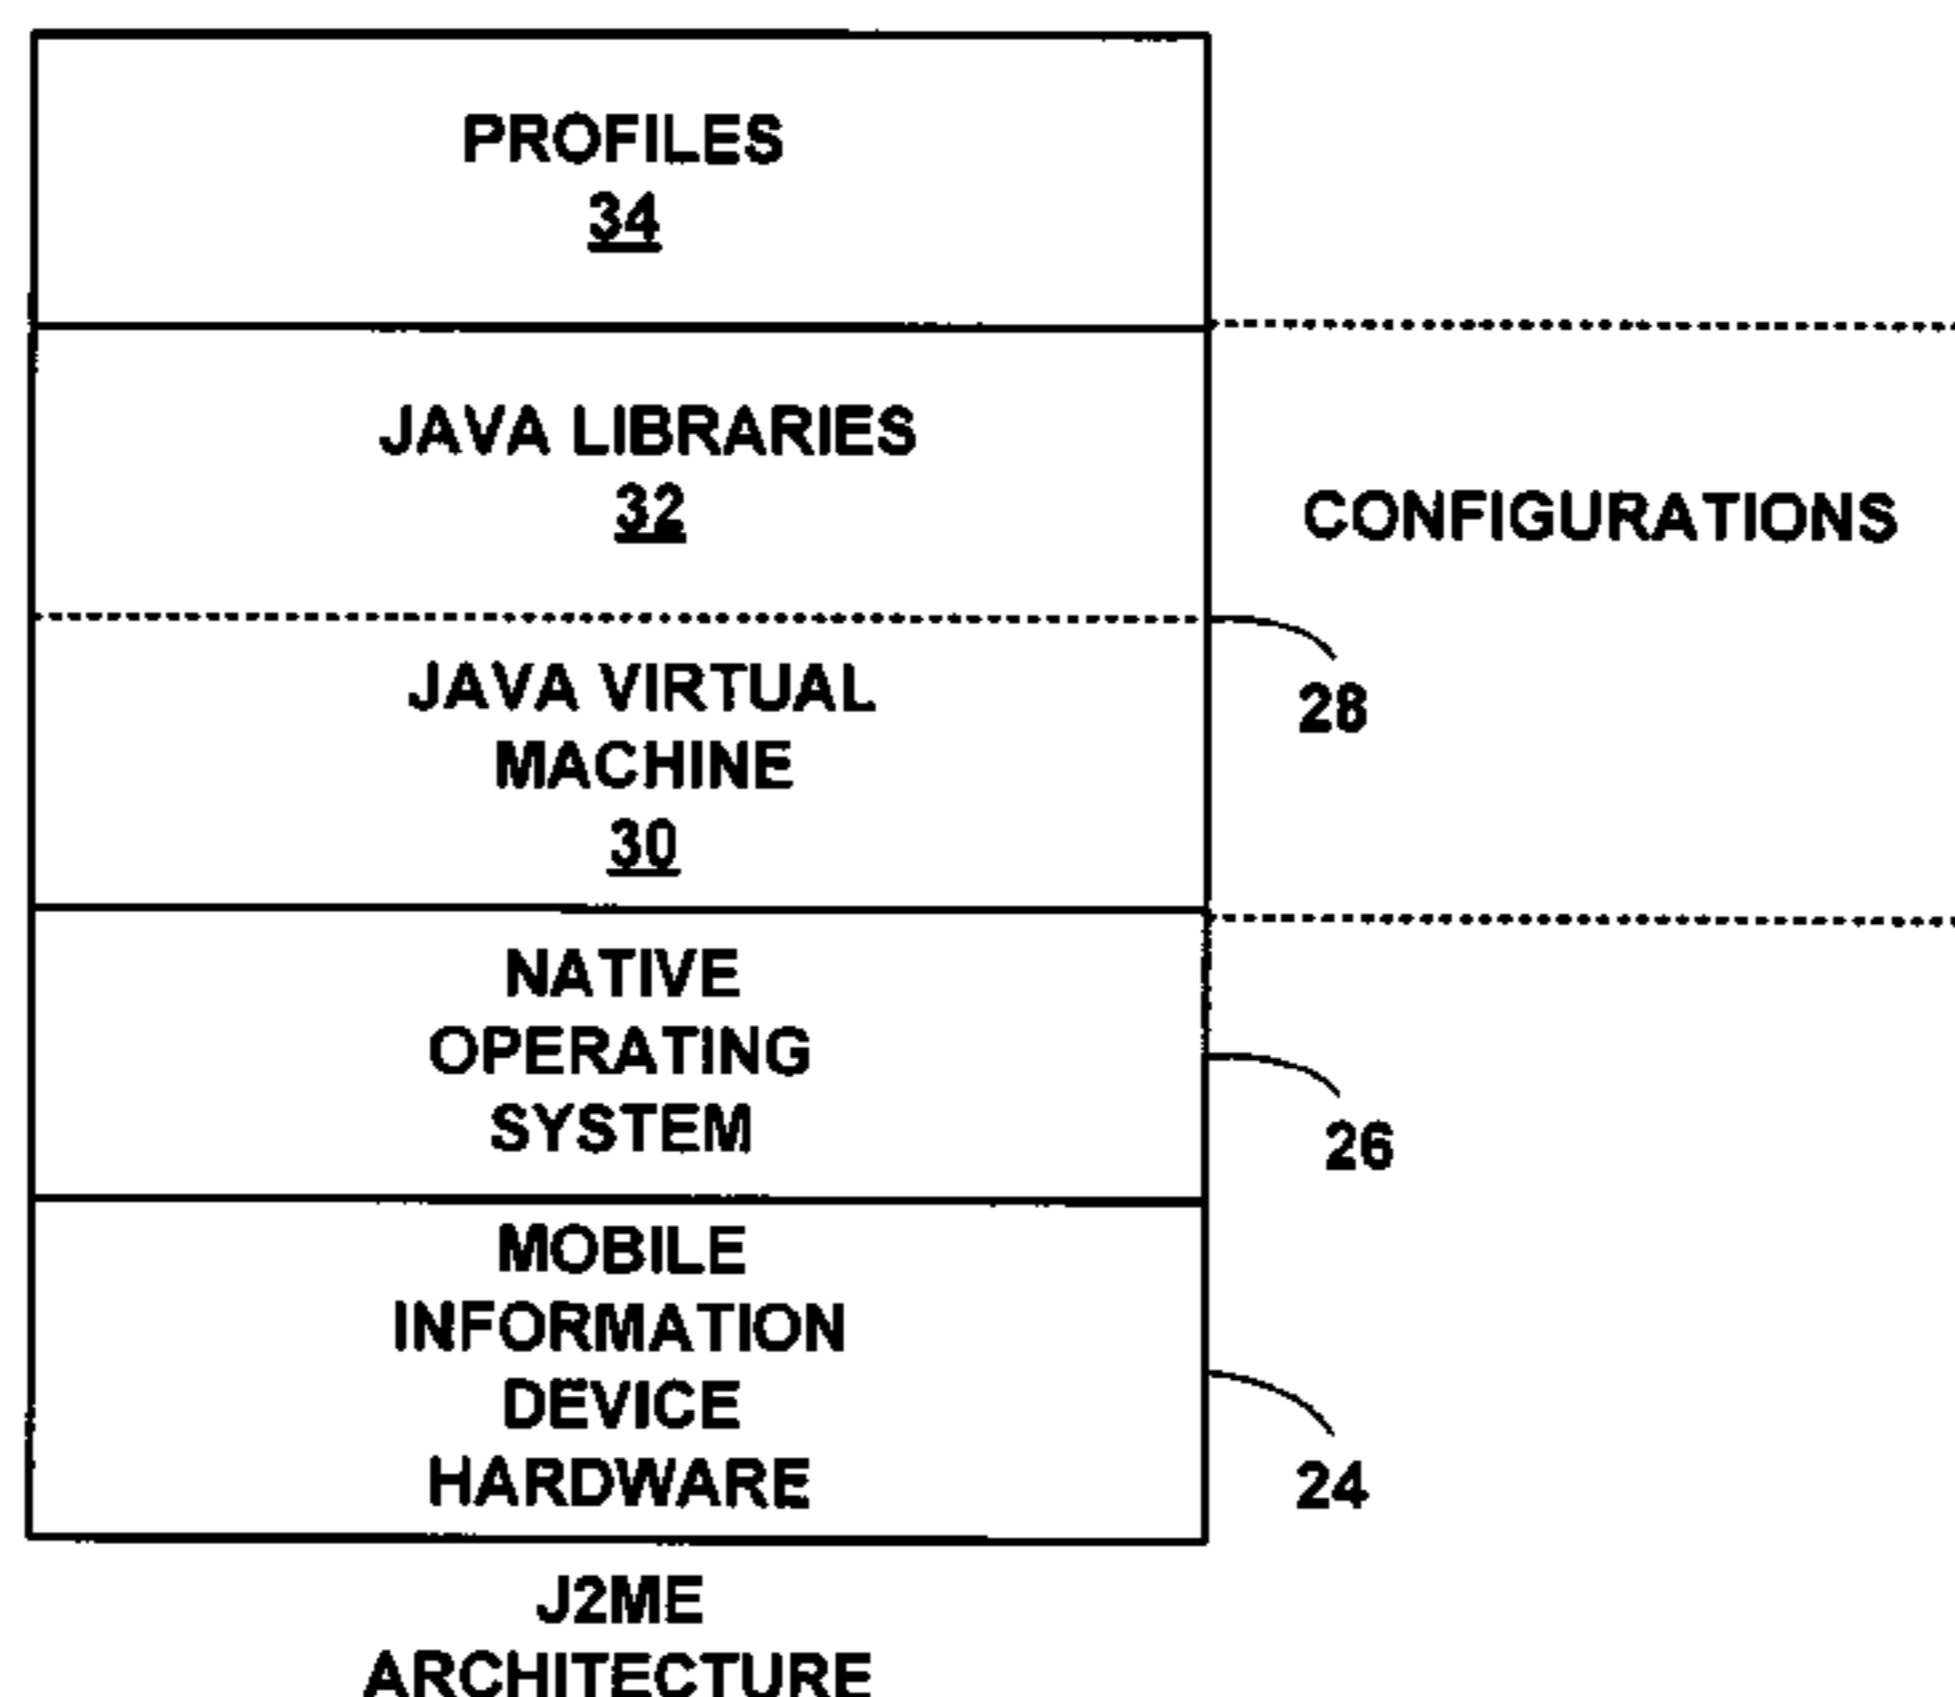 PROFILES
34
JAVA LIBRARIES
32
CONFIGURATIONS
JAVA VIRTUAL
MACHINE
30
28
NATIVE
OPERATING
SYSTEM
26
MOBILE
INFORMATION
DEVICE
HARDWARE
24
J2ME
ARCHITECTURE